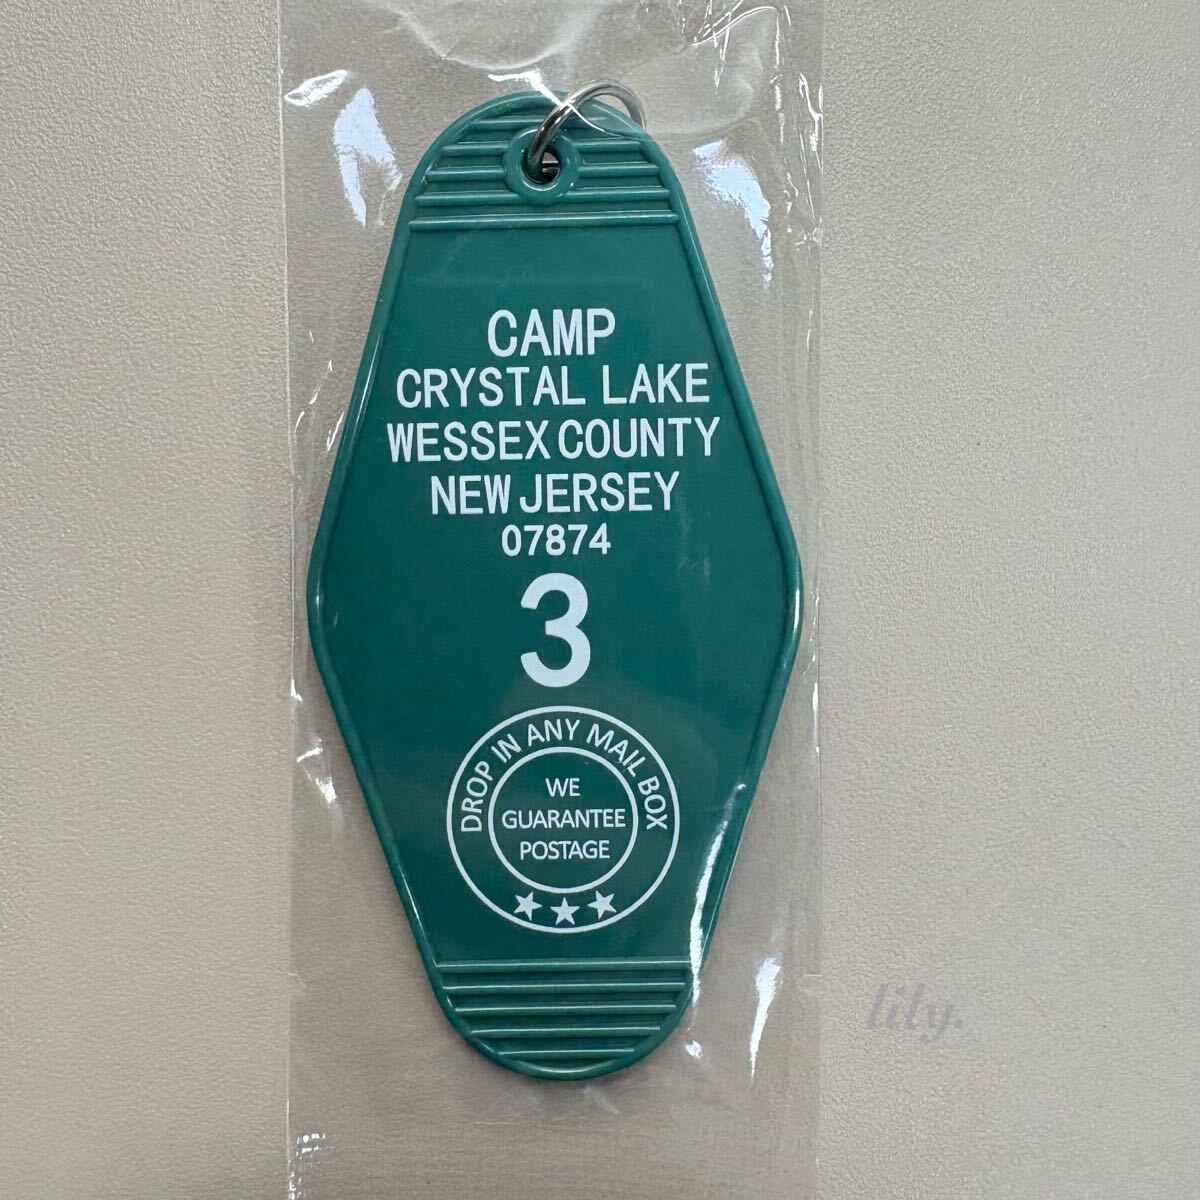 CAMP
CRYSTAL LAKE
WESSEX COUNTY
NEW JERSEY
07874
3
DROP IN ANY MAIL BOX
WE
GUARANTEE
POSTAGE
lily.